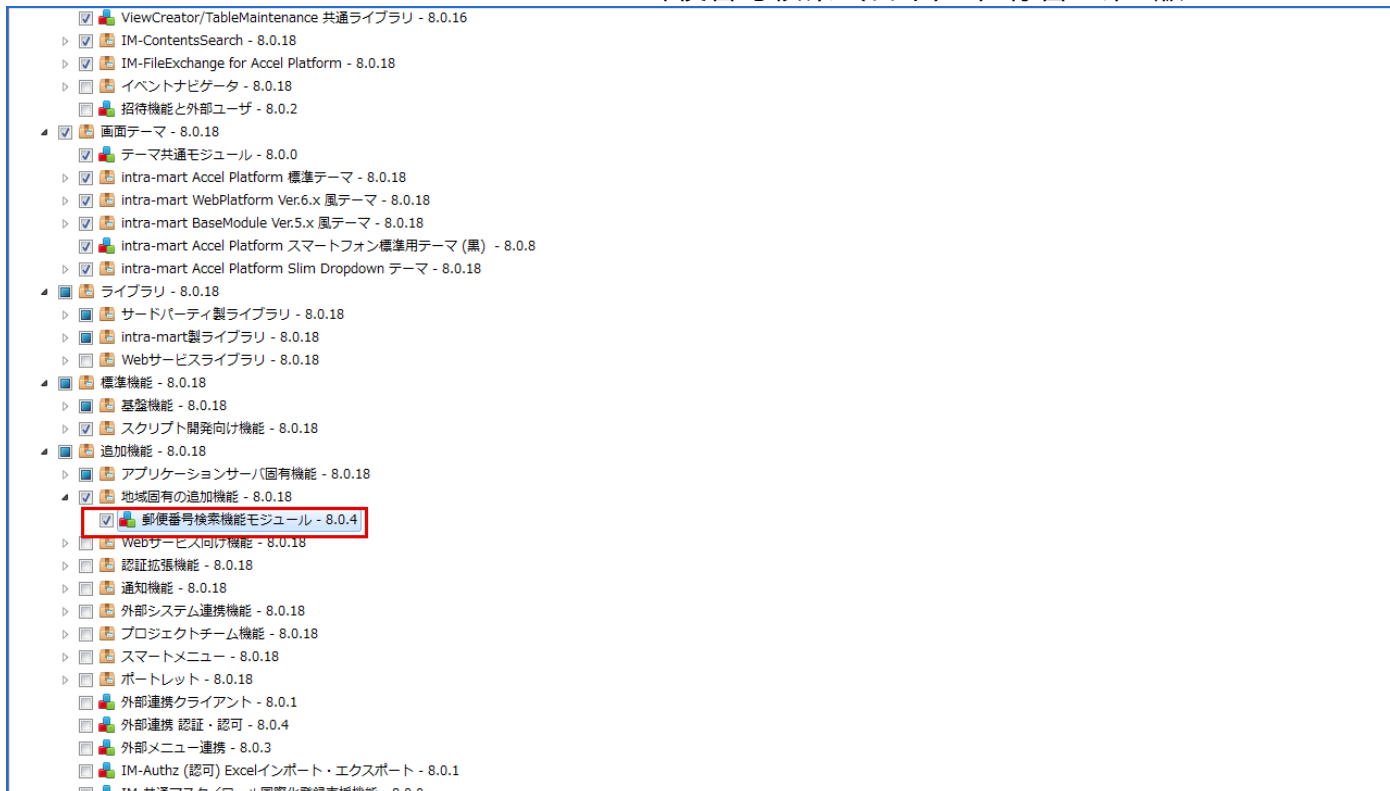 ViewCreator/TableMaintenance 共通ライブラリ - 8.0.16
IM-ContentsSearch - 8.0.18
IM-FileExchange for Accel Platform - 8.0.18
イベントナビゲータ - 8.0.18
招待機能と外部ユーザ - 8.0.2
画面テーマ - 8.0.18
テーマ共通モジュール - 8.0.0
intra-mart Accel Platform 標準テーマ - 8.0.18
intra-mart WebPlatform Ver.6.x 風テーマ - 8.0.18
intra-mart BaseModule Ver.5.x 風テーマ - 8.0.18
intra-mart Accel Platform スマートフォン標準用テーマ (黒) - 8.0.8
intra-mart Accel Platform Slim Dropdown テーマ - 8.0.18
ライブラリ - 8.0.18
サードパーティ製ライブラリ - 8.0.18
intra-mart製ライブラリ - 8.0.18
Webサービスライブラリ - 8.0.18
標準機能 - 8.0.18
基盤機能 - 8.0.18
スクリプト開発向け機能 - 8.0.18
追加機能 - 8.0.18
アプリケーションサーバ固有機能 - 8.0.18
地域固有の追加機能 - 8.0.18
郵便番号検索機能モジュール - 8.0.4
Webサービス向け機能 - 8.0.18
認証拡張機能 - 8.0.18
通知機能 - 8.0.18
外部システム連携機能 - 8.0.18
プロジェクトチーム機能 - 8.0.18
スマートメニュー - 8.0.18
ポートレット - 8.0.18
外部連携クライアント - 8.0.1
外部連携 認証・認可 - 8.0.4
外部メニュー連携 - 8.0.3
IM-Authz (認可) Excelインポート・エクスポート - 8.0.1